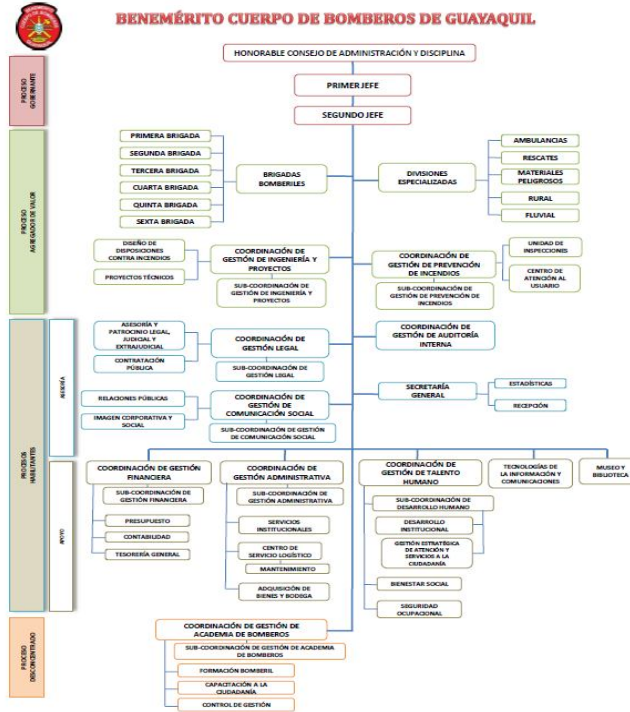 BENEMÉRITO CUERPO DE BOMBEROS DE GUAYAQUIL
PROCESO
GOBERNANTE
HONORABLE CONSEJO DE ADMINISTRACIÓN Y DISCIPLINA
PRIMER JEFE
SEGUNDO JEFE
PROCESO
AGREGADOR DE VALOR
PRIMERA BRIGADA
SEGUNDA BRIGADA
TERCERA BRIGADA
CUARTA BRIGADA
QUINTA BRIGADA
SEXTA BRIGADA
BRIGADAS
BOMBERILES
DIVISIONES
ESPECIALIZADAS
AMBULANCIAS
RESCATES
MATERIALES
PELIGROSOS
RURAL
FLUVIAL
DISEÑO DE
DISPOSICIONES
CONTRA INCENDIOS
PROYECTOS TÉCNICOS
COORDINACIÓN DE
GESTIÓN DE INGENIERÍA Y
PROYECTOS
SUB-COORDINACIÓN DE
GESTIÓN DE INGENIERÍA Y
PROYECTOS
COORDINACIÓN DE
GESTIÓN DE PREVENCIÓN
DE INCENDIOS
SUB-COORDINACIÓN DE
GESTIÓN DE PREVENCIÓN DE
INCENDIOS
UNIDAD DE
INSPECCIONES
CENTRO DE
ATENCIÓN AL
USUARIO
PROCESOS
HABILITANTES
ASESORÍA
ASESORÍA Y
PATROCINIO LEGAL,
JUDICIAL Y
EXTRAJUDICIAL
CONTRATACIÓN
PÚBLICA
COORDINACIÓN DE
GESTIÓN LEGAL
SUB-COORDINACIÓN DE
GESTIÓN LEGAL
COORDINACIÓN DE
GESTIÓN DE AUDITORÍA
INTERNA
RELACIONES PÚBLICAS
IMAGEN CORPORATIVA Y
SOCIAL
COORDINACIÓN DE
GESTIÓN DE
COMUNICACIÓN SOCIAL
SUB-COORDINACIÓN DE GESTIÓN
DE COMUNICACIÓN SOCIAL
SECRETARÍA
GENERAL
ESTADÍSTICAS
RECEPCIÓN
APOYO
COORDINACIÓN DE GESTIÓN
FINANCIERA
SUB-COORDINACIÓN DE
GESTIÓN FINANCIERA
PRESUPUESTO
CONTABILIDAD
TESORERÍA GENERAL
COORDINACIÓN DE
GESTIÓN ADMINISTRATIVA
SUB-COORDINACIÓN DE
GESTIÓN ADMINISTRATIVA
SERVICIOS
INSTITUCIONALES
CENTRO DE
SERVICIO LOGÍSTICO
MANTENIMIENTO
ADQUISICIÓN DE
BIENES Y BODEGA
COORDINACIÓN DE
GESTIÓN DE TALENTO
HUMANO
SUB-COORDINACIÓN DE
DESARROLLO HUMANO
DESARROLLO
INSTITUCIONAL
GESTIÓN ESTRATÉGICA
DE ATENCIÓN Y
SERVICIOS A LA
CIUDADANÍA
BIENESTAR SOCIAL
SEGURIDAD
OCUPACIONAL
TECNOLOGÍAS DE
LA INFORMACIÓN Y
COMUNICACIONES
MUSEO Y
BIBLIOTECA
PROCESO
DESCONCENTRADO
COORDINACIÓN DE GESTIÓN DE
ACADEMIA DE BOMBEROS
SUB-COORDINACIÓN DE GESTIÓN DE ACADEMIA
DE BOMBEROS
FORMACIÓN BOMBERIL
CAPACITACIÓN A LA
CIUDADANÍA
CONTROL DE GESTIÓN